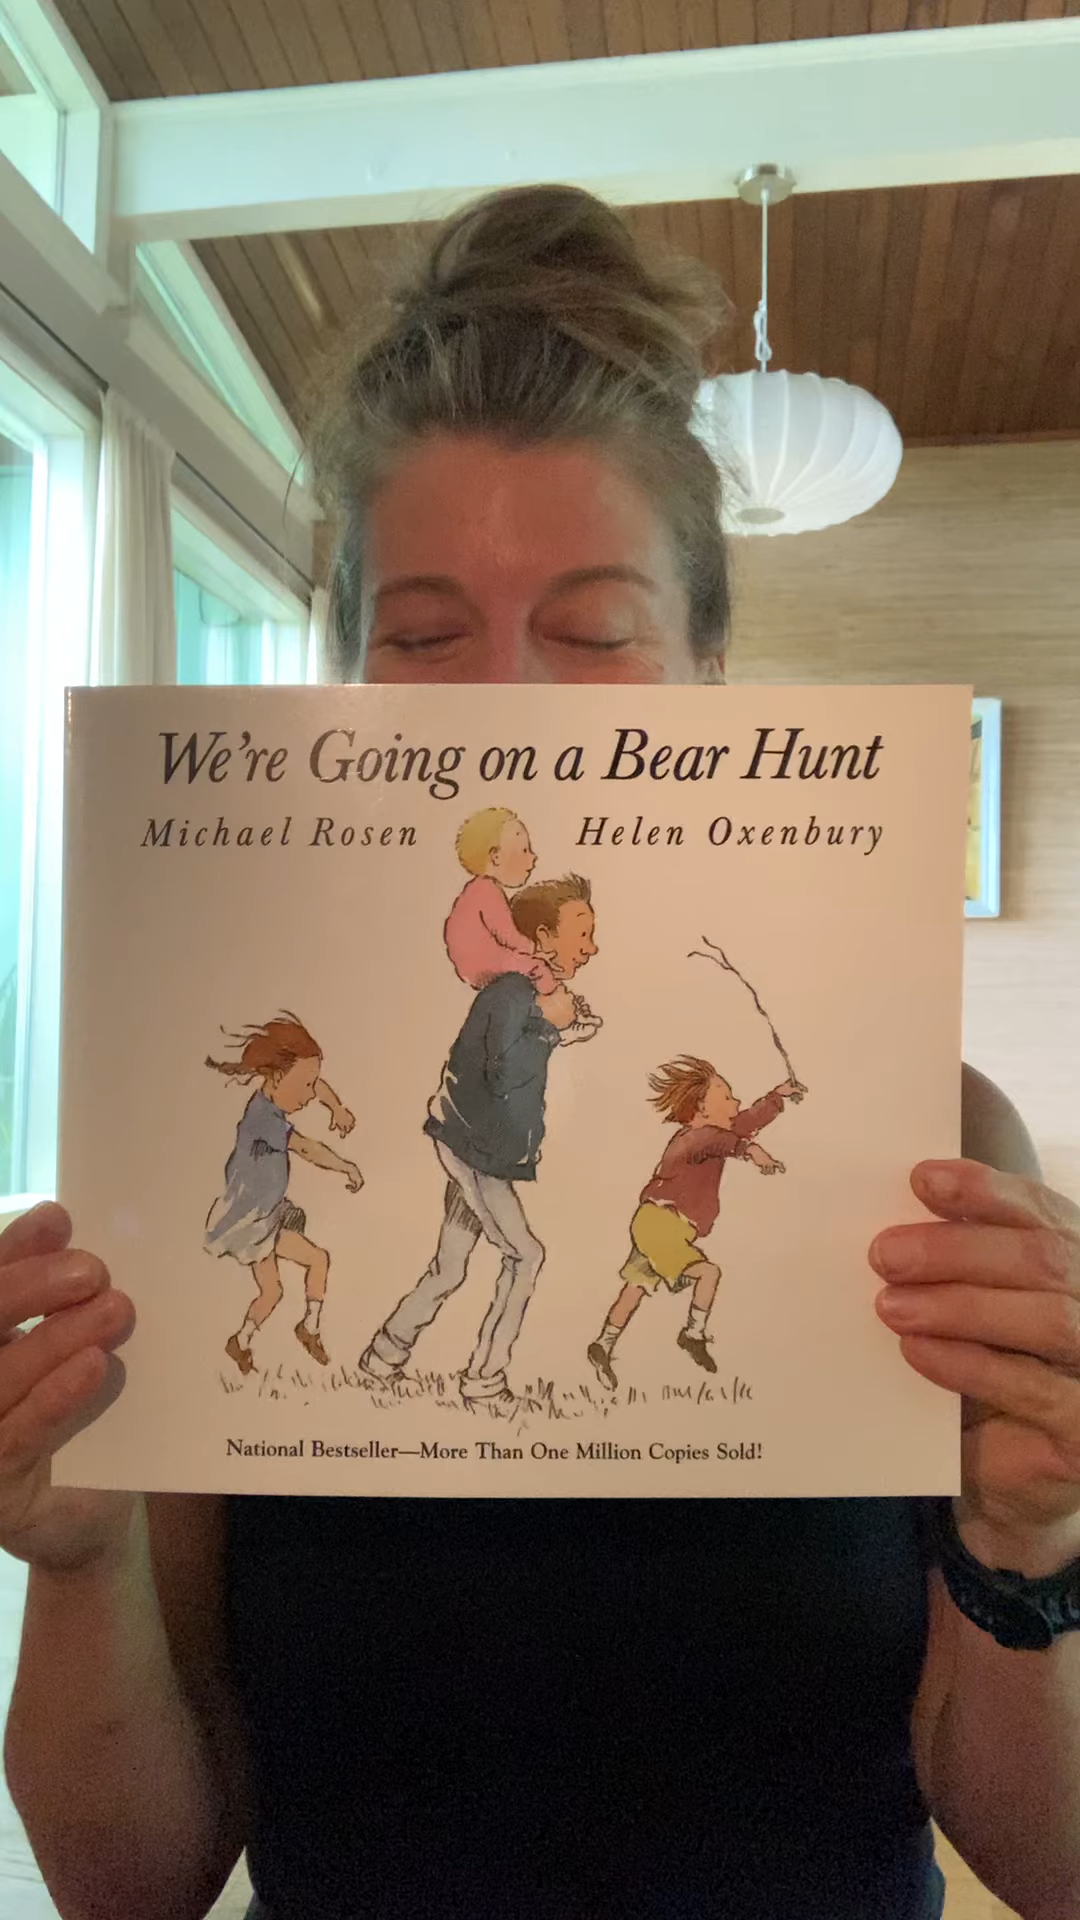 We're Going on a Bear Hunt
Michael Rosen Helen Oxenbury
National Bestseller—More Than One Million Copies Sold!